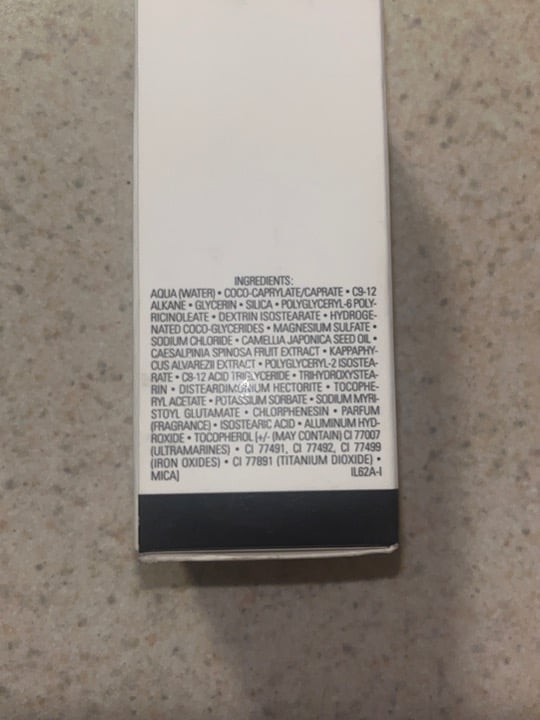 INGREDIENTS:
AQUA (WATER) • COCO-CAPRYLATE/CAPRATE • C9-12
ALKANE • GLYCERIN • SILICA • POLYGLYCERYL-6 POLY-
RICINOLEATE • DEXTRIN ISOSTEARATE • HYDROGE-
NATED COCO-GLYCERIDES • MAGNESIUM SULFATE •
SODIUM CHLORIDE • CAMELLIA JAPONICA SEED OIL •
CAESALPINIA SPINOSA FRUIT EXTRACT • KAPPAPHY-
CUS ALVAREZII EXTRACT • POLYGLYCERYL-2 ISOSTEA-
RATE • C8-12 ACID TRIGLYCERIDE • TRIHYDROXYSTEA-
RIN • DISTEARDIMONIUM HECTORITE • TOCOPHE-
RYL ACETATE • POTASSIUM SORBATE • SODIUM MYRI-
STOYL GLUTAMATE • CHLORPHENESIN • PARFUM
(FRAGRANCE) • ISOSTEARIC ACID • ALUMINUM HYD-
ROXIDE • TOCOPHEROL [+/- (MAY CONTAIN) CI 77007
(ULTRAMARINES) • CI 77491, CI 77492, CI 77499
(IRON OXIDES) • CI 77891 (TITANIUM DIOXIDE) •
MICA] IL62A-I